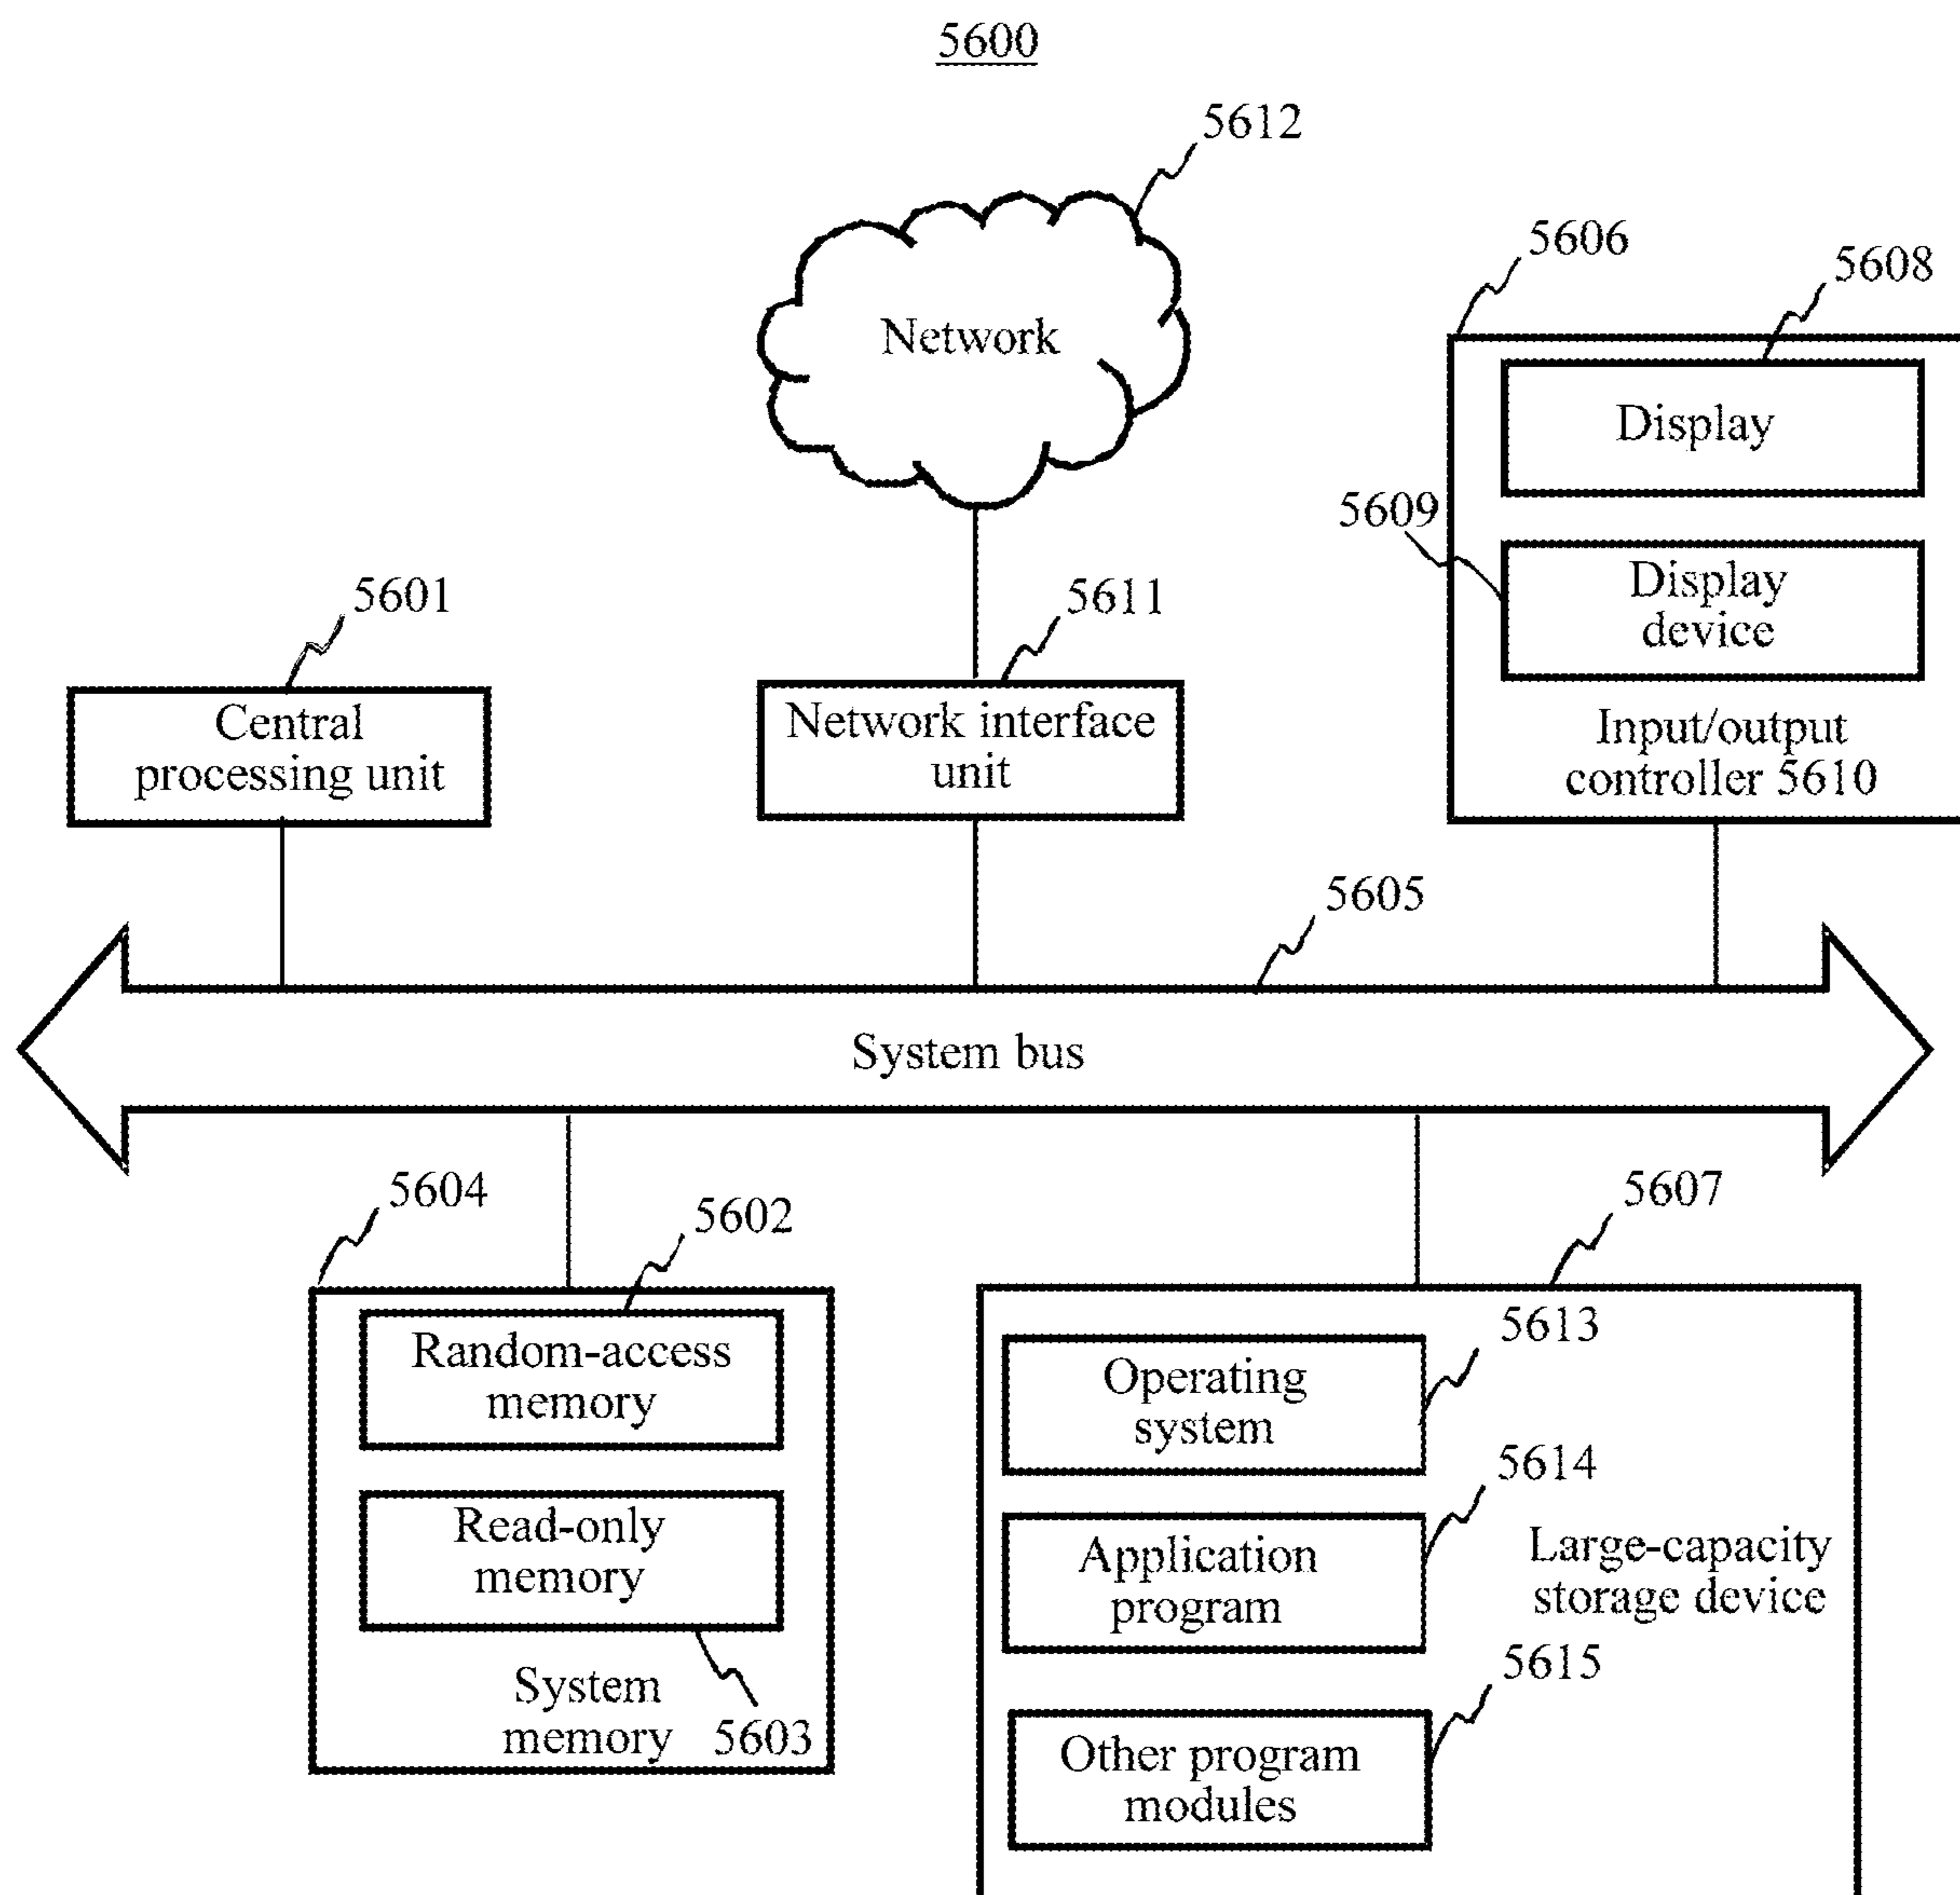 5600
5612
Network
5606
5608
Display
5609
Display
device
5601
5611
Central
processing unit
Network interface
unit
Input/output
controller 5610
5605
System bus
5604
5602
5607
Random-access
memory
Read-only
memory
System
memory
5603
5613
Operating
system
5614
Application
program
Large-capacity
storage device
5615
Other program
modules